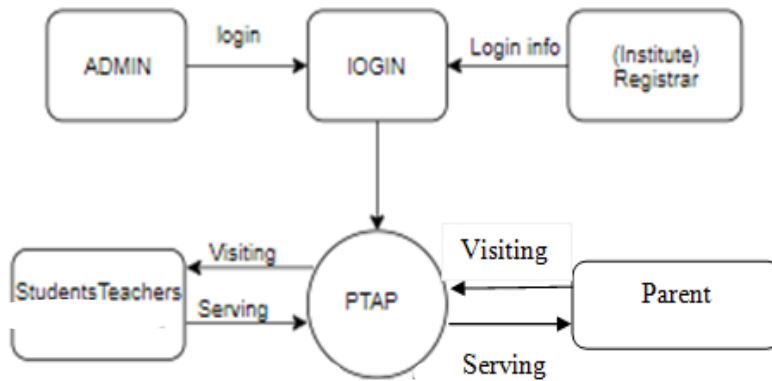 login
Login info
ADMIN
lOGIN
(Institute)
Registrar
Visiting
Visiting
StudentsTeachers
PTAP
Parent
Serving
Serving